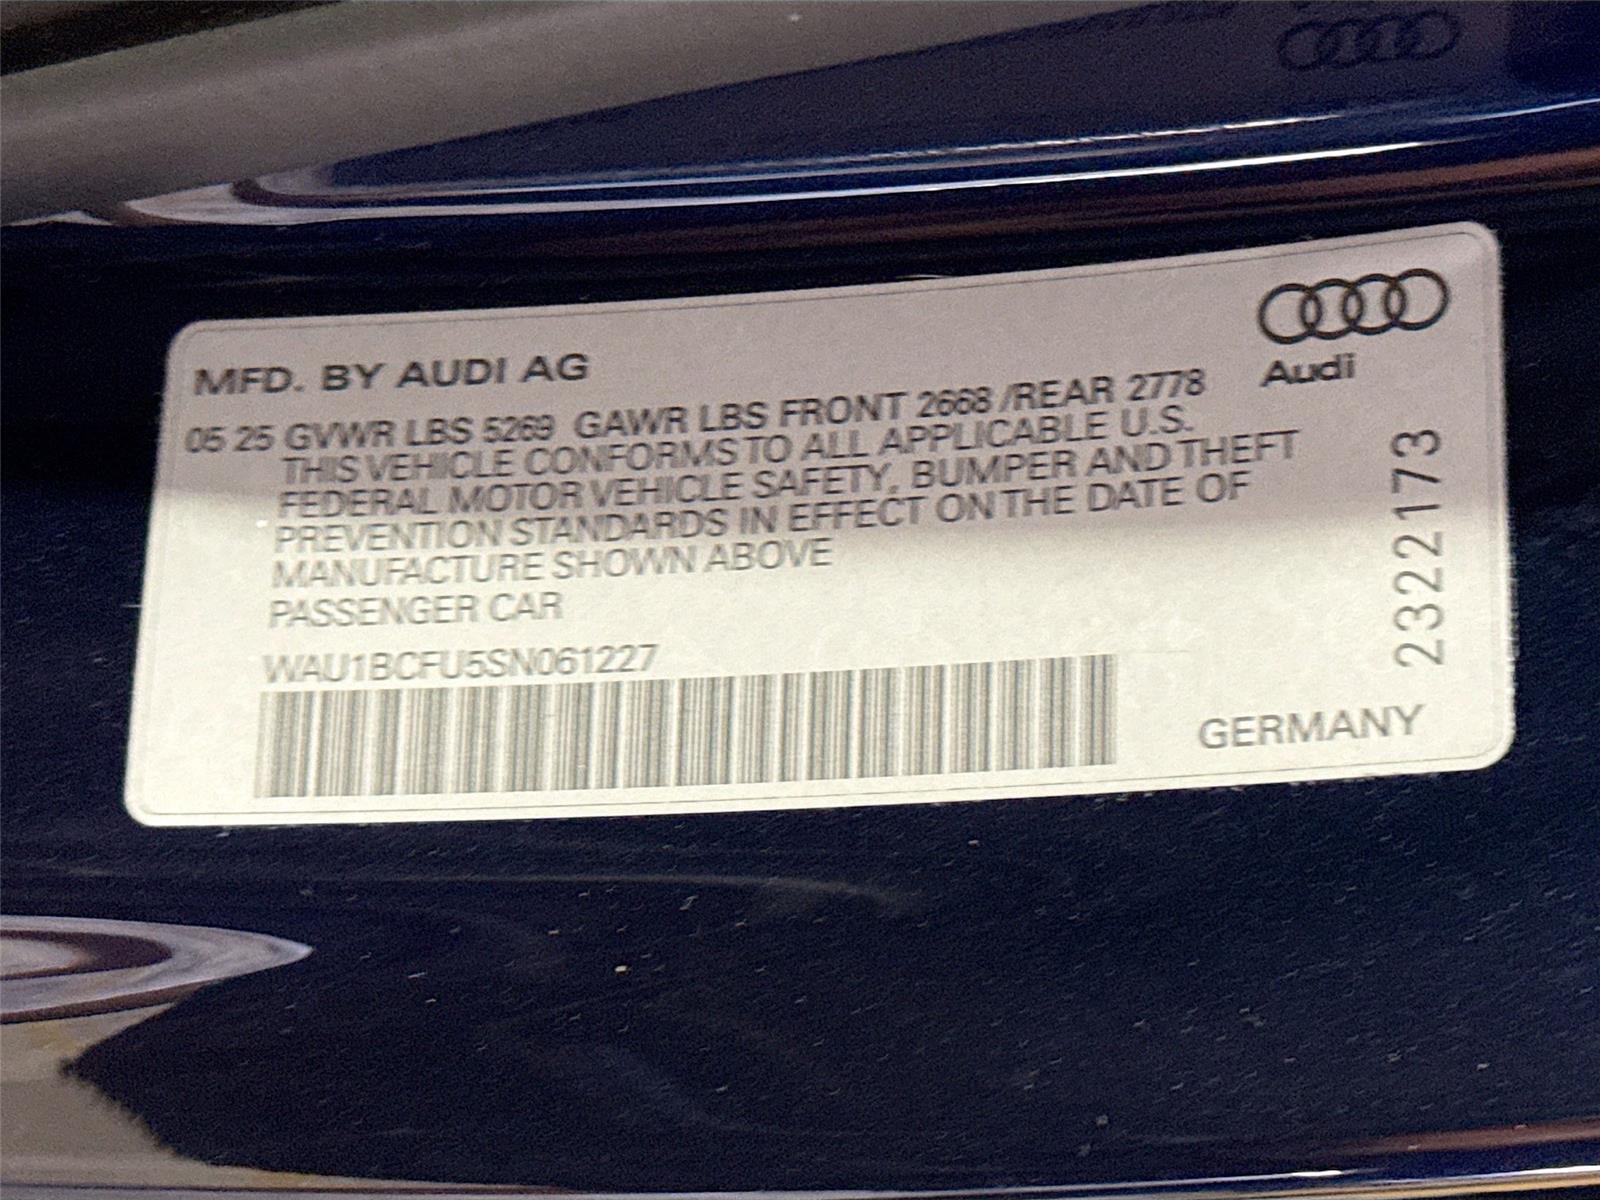 MFD. BY AUDI AG
Audi
05 25 GVWR LBS 5269 GAWR LBS FRONT 2668 /REAR 2778
THIS VEHICLE CONFORMS TO ALL APPLICABLE U.S.
FEDERAL MOTOR VEHICLE SAFETY, BUMPER AND THEFT
PREVENTION STANDARDS IN EFFECT ON THE DATE OF
MANUFACTURE SHOWN ABOVE
PASSENGER CAR
WAU1BCFU5SN061227
GERMANY
2322173